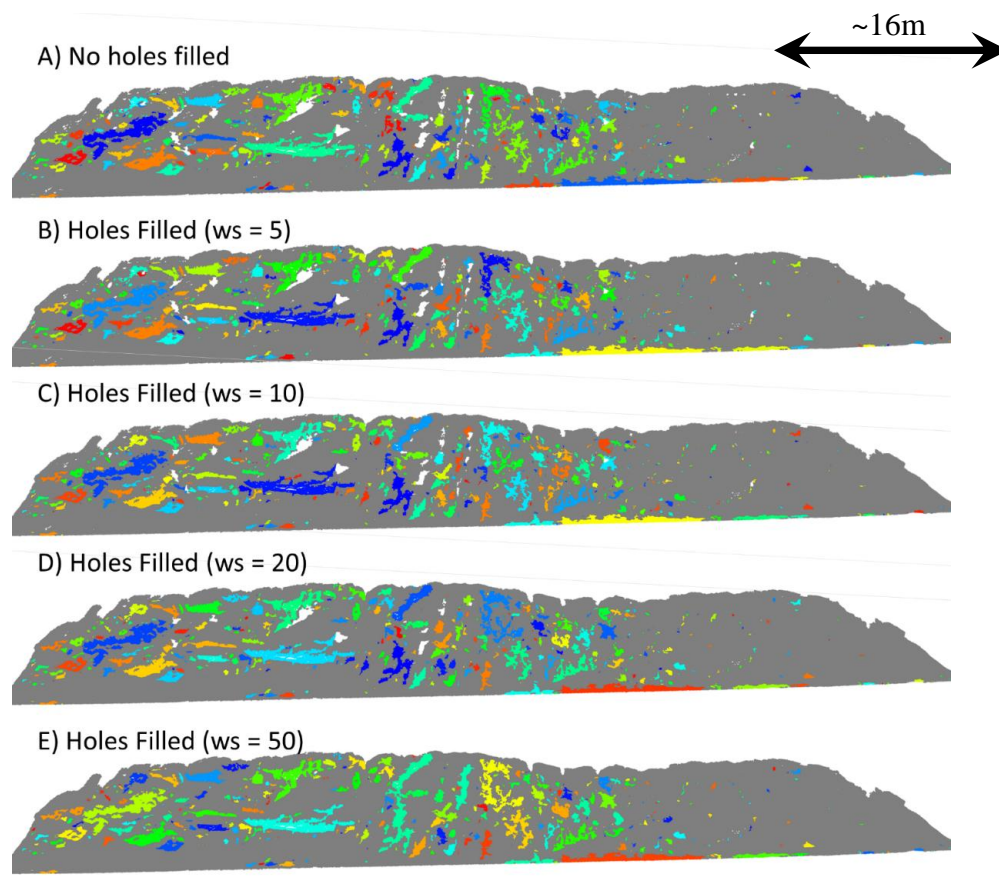 ~16m
A) No holes filled
B) Holes Filled (ws = 5)
C) Holes Filled (ws = 10)
D) Holes Filled (ws = 20)
E) Holes Filled (ws = 50)